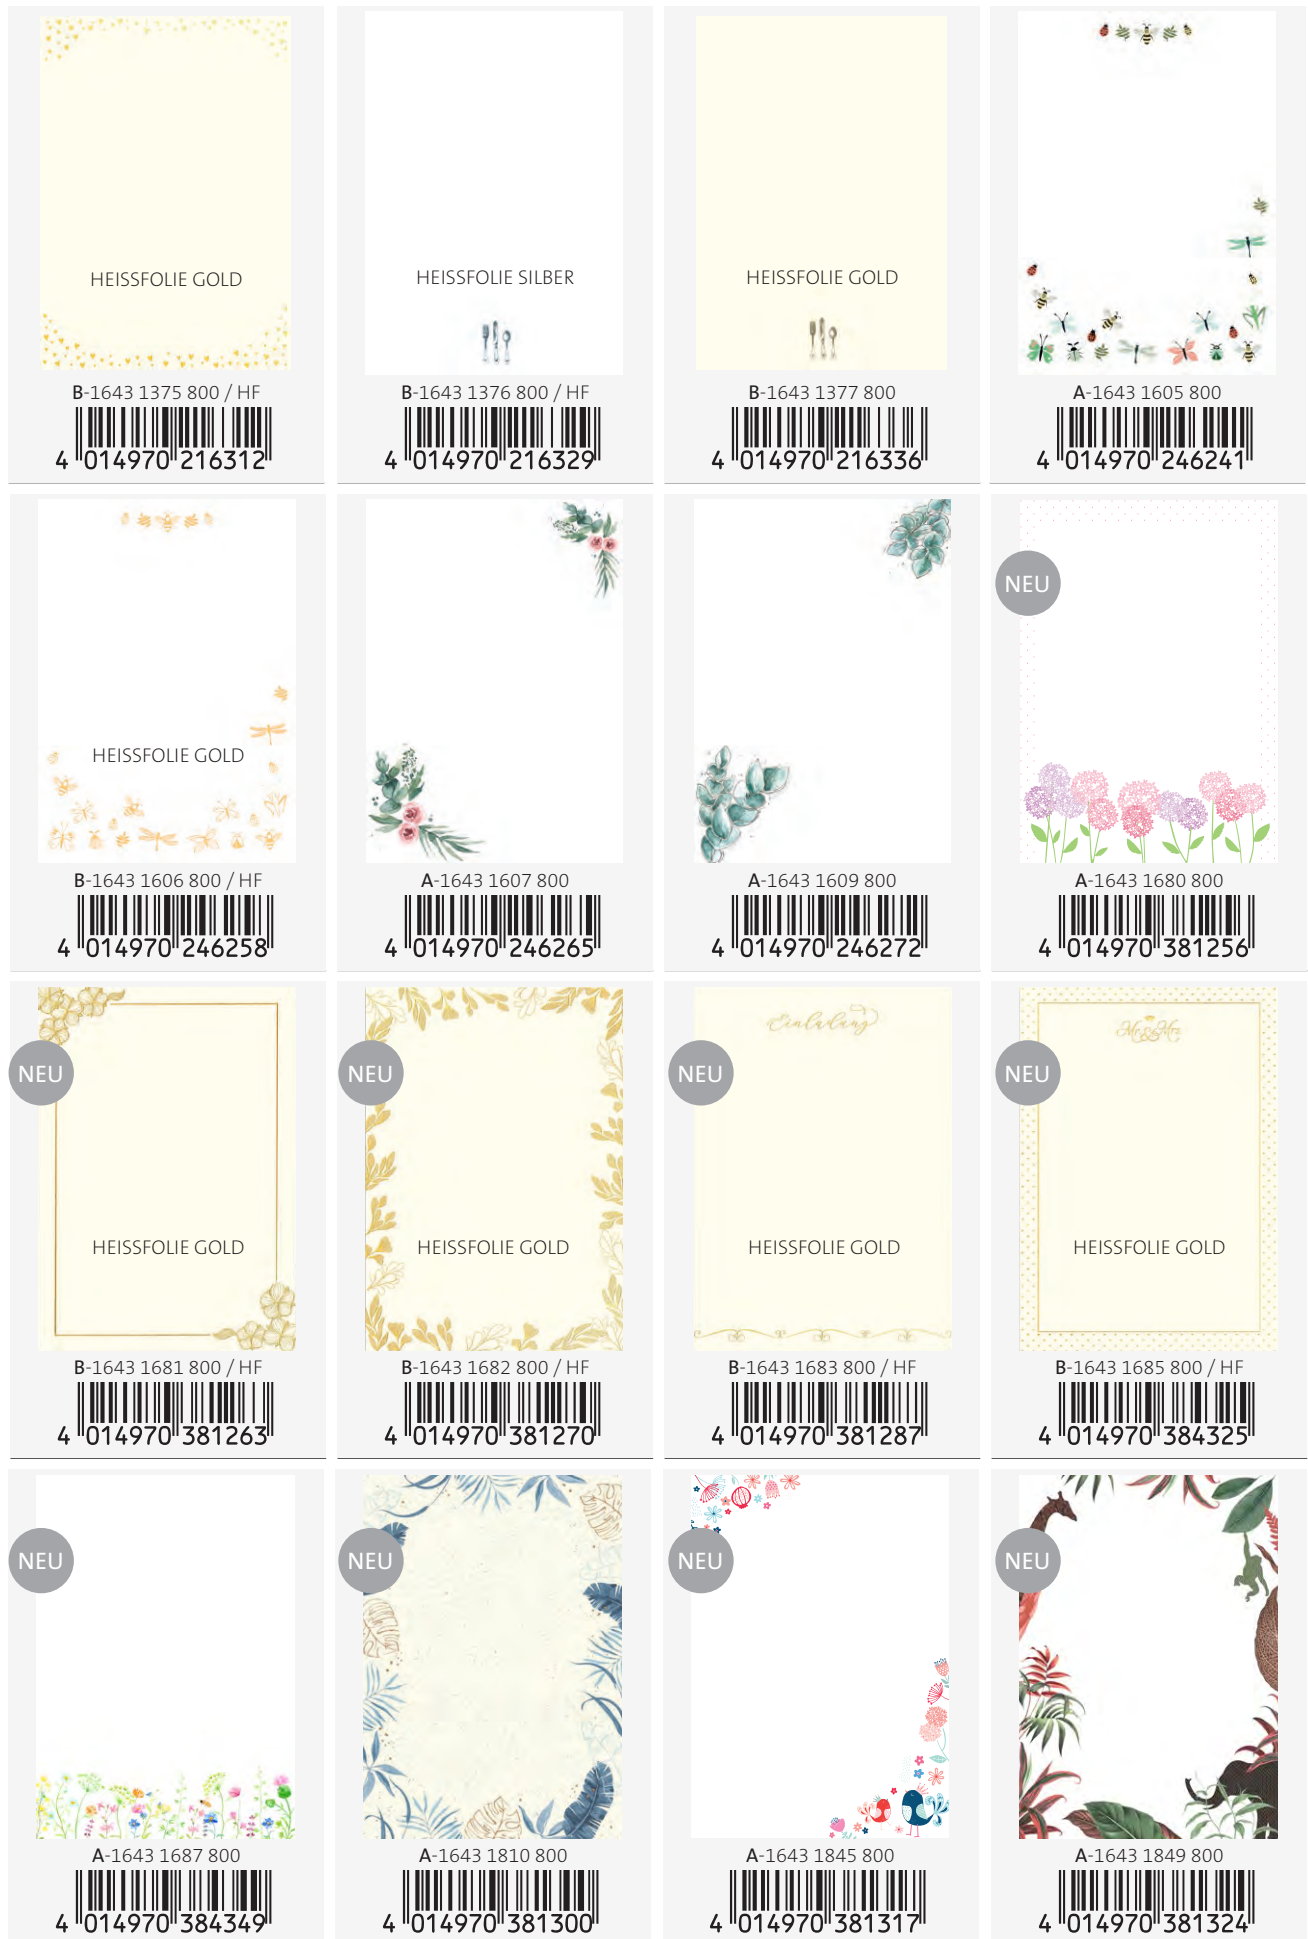 HEISSFOLIE GOLD
B-1643 1375 800 / HF
4 014970 216312
HEISSFOLIE SILBER
B-1643 1376 800 / HF
4 014970 216329
HEISSFOLIE GOLD
B-1643 1377 800
4 014970 216336
A-1643 1605 800
4 014970 246241
HEISSFOLIE GOLD
B-1643 1606 800 / HF
4 014970 246258
A-1643 1607 800
4 014970 246265
A-1643 1609 800
4 014970 246272
NEU
A-1643 1680 800
4 014970 381256
NEU
HEISSFOLIE GOLD
B-1643 1681 800 / HF
4 014970 381263
NEU
HEISSFOLIE GOLD
B-1643 1682 800 / HF
4 014970 381270
Einladung
NEU
HEISSFOLIE GOLD
B-1643 1683 800 / HF
4 014970 381287
Mr & Mrs
NEU
HEISSFOLIE GOLD
B-1643 1685 800 / HF
4 014970 384325
NEU
A-1643 1687 800
4 014970 384349
NEU
A-1643 1810 800
4 014970 381300
NEU
A-1643 1845 800
4 014970 381317
NEU
A-1643 1849 800
4 014970 381324